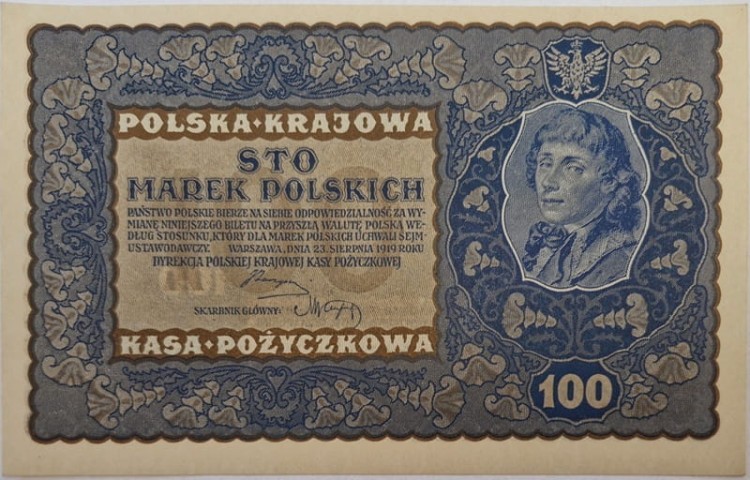 POLSKA·KRAJOWA
STO
MAREK POLSKICH
PAŃSTWO POLSKIE BIERZE NA SIEBIE ODPOWIEDZIALNOŚĆ ZA WY-
MIANĘ NINIEJSZEGO BILETU NA PRZYSZŁĄ WALUTĘ POLSKĄ WE-
DŁUG STOSUNKU, KTÓRY DLA MAREK POLSKICH UCHWALI SEJM-
USTAWODAWCZY. WARSZAWA, DNIA 23. SIERPNIA 1919 ROKU
DYREKCJA POLSKIEJ KRAJOWEJ KASY POŻYCZKOWEJ
SKARBNIK GŁÓWNY:
KASA·POŻYCZKOWA
100